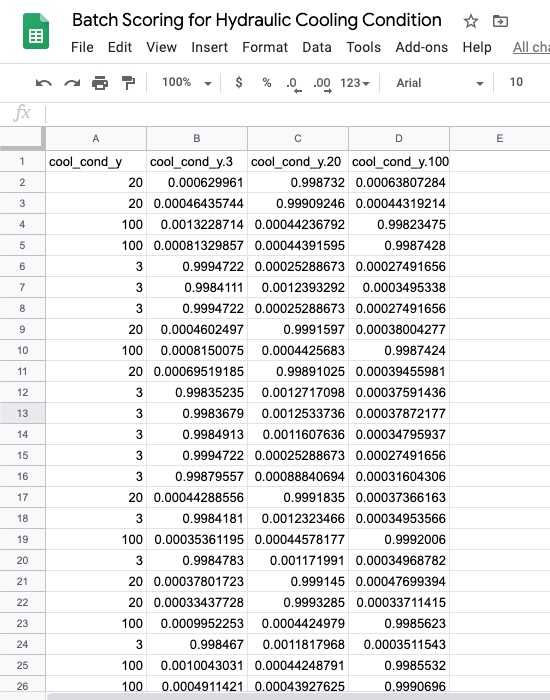 Batch Scoring for Hydraulic Cooling Condition
File Edit View Insert Format Data Tools Add-ons Help All cha
100% $ % .0 .00 123 Arial 10
fx
A B C D E
1 cool_cond_y cool_cond_y.3 cool_cond_y.20 cool_cond_y.100
2 20 0.000629961 0.998732 0.00063807284
3 20 0.00046435744 0.99909246 0.00044319214
4 100 0.0013228714 0.00044236792 0.99823475
5 100 0.00081329857 0.00044391595 0.9987428
6 3 0.9994722 0.00025288673 0.00027491656
7 3 0.9984111 0.0012393292 0.0003495338
8 3 0.9994722 0.00025288673 0.00027491656
9 20 0.0004602497 0.9991597 0.00038004277
10 100 0.0008150075 0.0004425683 0.9987424
11 20 0.00069519185 0.99891025 0.00039455981
12 3 0.99835235 0.0012717098 0.00037591436
13 3 0.9983679 0.0012533736 0.00037872177
14 3 0.9984913 0.0011607636 0.00034795937
15 3 0.9994722 0.00025288673 0.00027491656
16 3 0.99879557 0.00088840694 0.00031604306
17 20 0.00044288556 0.9991835 0.00037366163
18 3 0.9984181 0.0012323466 0.00034953566
19 100 0.00035361195 0.00044578177 0.9992006
20 3 0.9984783 0.001171991 0.00034968782
21 20 0.00037801723 0.999145 0.00047699394
22 20 0.00033437728 0.9993285 0.00033711415
23 100 0.0009952253 0.0004424979 0.9985623
24 3 0.998467 0.0011817968 0.0003511543
25 100 0.0010043031 0.00044248791 0.9985532
26 100 0.0004911421 0.00043927625 0.9990696